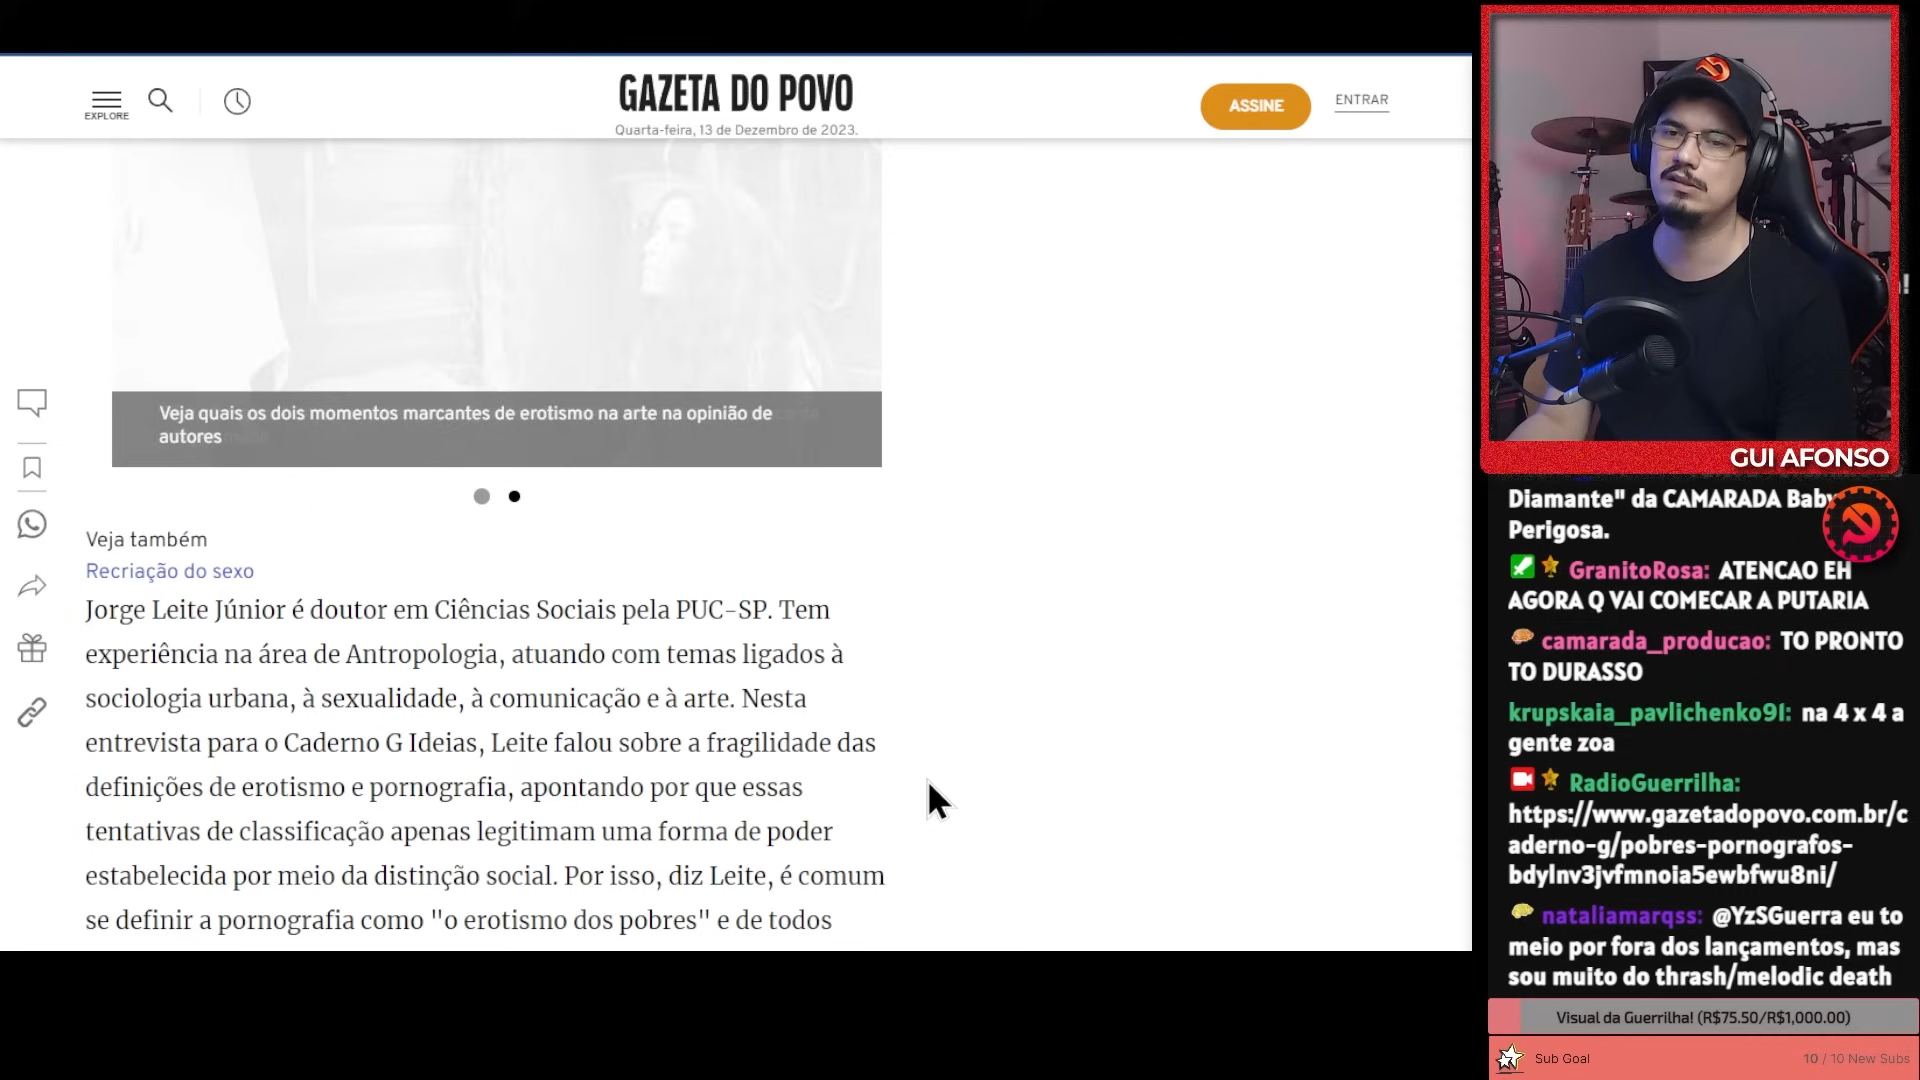 EXPLORE
GAZETA DO POVO
Quarta-feira, 13 de Dezembro de 2023.
ASSINE
ENTRAR
Veja quais os dois momentos marcantes de erotismo na arte na opinião de
autores
Veja também
Recriação do sexo
Jorge Leite Júnior é doutor em Ciências Sociais pela PUC-SP. Tem
experiência na área de Antropologia, atuando com temas ligados à
sociologia urbana, à sexualidade, à comunicação e à arte. Nesta
entrevista para o Caderno G Ideias, Leite falou sobre a fragilidade das
definições de erotismo e pornografia, apontando por que essas
tentativas de classificação apenas legitimam uma forma de poder
estabelecida por meio da distinção social. Por isso, diz Leite, é comum
se definir a pornografia como "o erotismo dos pobres" e de todos
GUI AFONSO
Diamante" da CAMARADA Baby
Perigosa.
GranitoRosa: ATENCAO EH
AGORA Q VAI COMECAR A PUTARIA
camarada_producao: TO PRONTO
TO DURASSO
krupskaia_pavlichenko91: na 4 x 4 a
gente zoa
RadioGuerrilha:
https://www.gazetadopovo.com.br/c
aderno-g/pobres-pornografos-
bdylnv3jvfmnoia5ewbfwu8ni/
nataliamarqss: @YzSGuerra eu to
meio por fora dos lançamentos, mas
sou muito do thrash/melodic death
Visual da Guerrilha! (R$75.50/R$1,000.00)
Sub Goal
10 / 10 New Subs